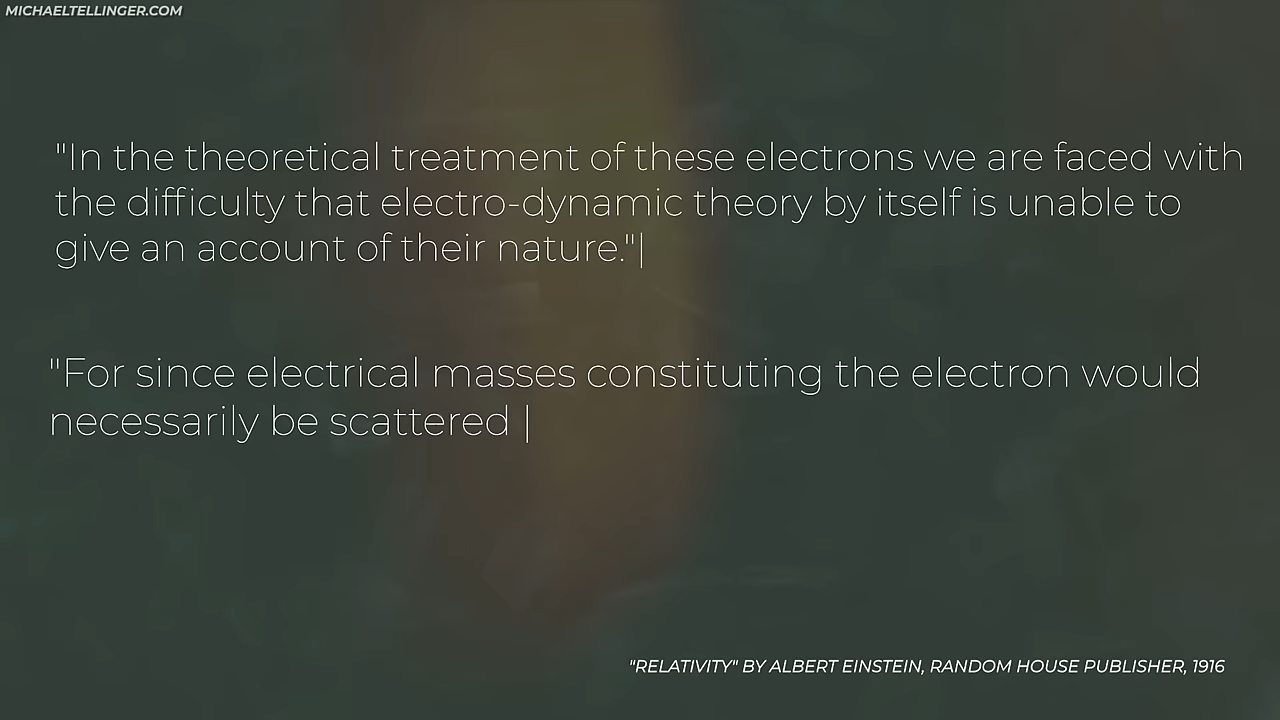 MICHAELTELLINGER.COM
"In the theoretical treatment of these electrons we are faced with
the difficulty that electro-dynamic theory by itself is unable to
give an account of their nature."|
"For since electrical masses constituting the electron would
necessarily be scattered |
"RELATIVITY" BY ALBERT EINSTEIN, RANDOM HOUSE PUBLISHER, 1916